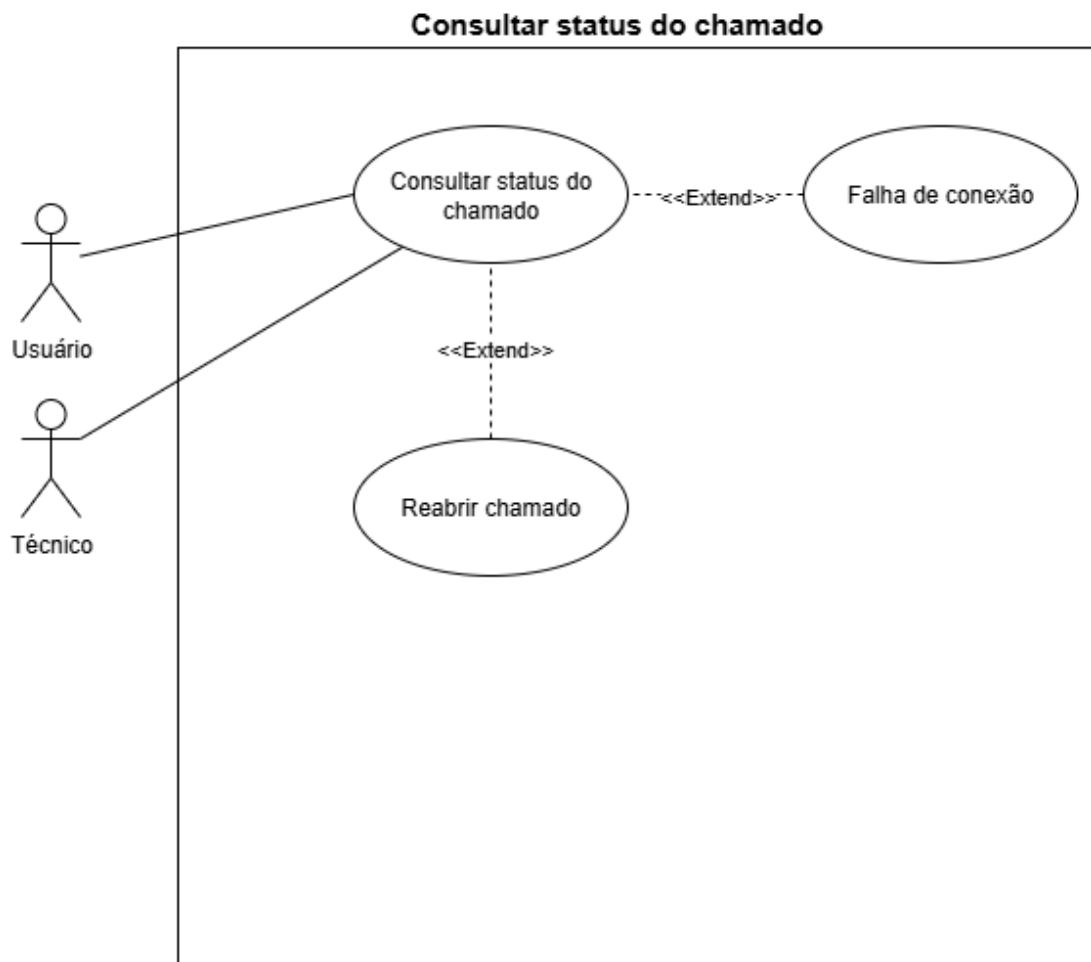 Consultar status do chamado
Consultar status do
chamado
<<Extend>>
Falha de conexão
Usuário
<<Extend>>
Reabrir chamado
Técnico